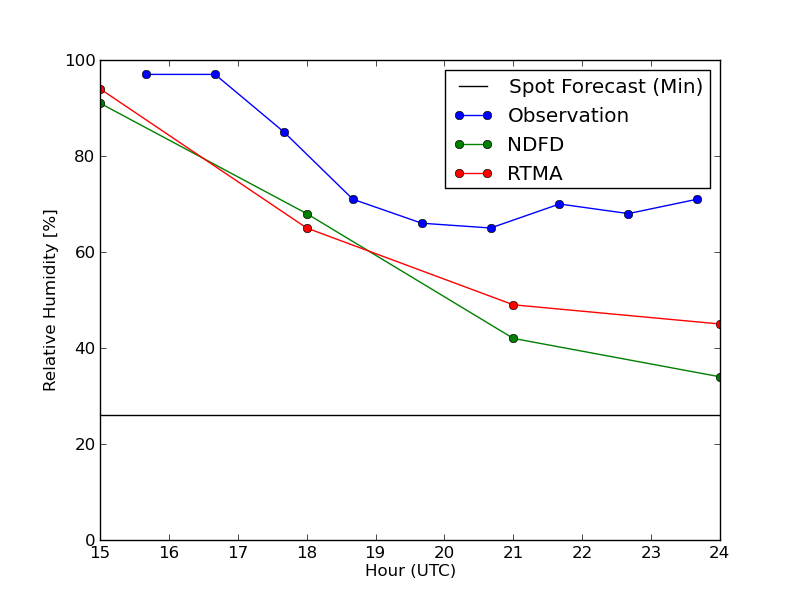 100
80
60
40
20
0
Relative Humidity [%]
Spot Forecast (Min)
Observation
NDFD
RTMA
15 16 17 18 19 20 21 22 23 24
Hour (UTC)